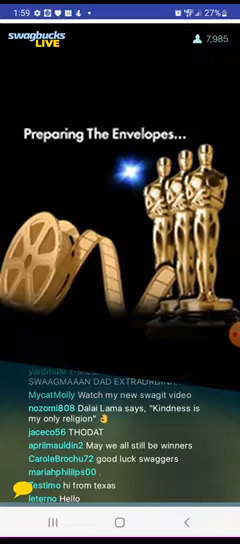 1:59
27%
swagbucks
LIVE
7,985
Preparing The Envelopes...
SWAGMAAAN DAD EXTRAORDIN
MycatMolly Watch my new swagit video
nozomi808 Dalai Lama says, "Kindness is
my only religion" 👌
jaceco56 THODAT
aprilmauldin2 May we all still be winners
CaroleBrochu72 good luck swaggers
mariahphillips00 .
Testimo hi from texas
leterno Hello